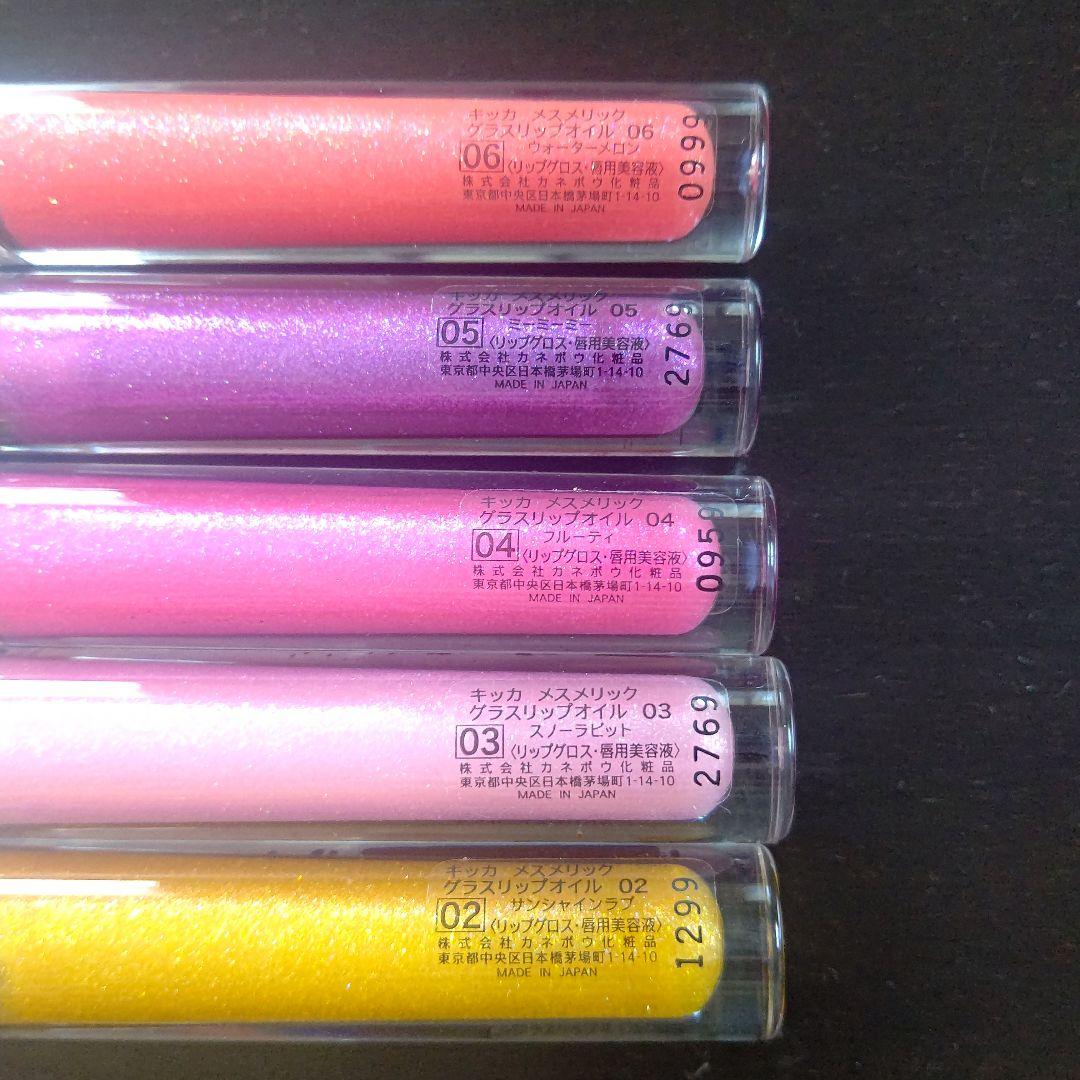 キッカ メスメリック
グラスリップオイル 06
ウォーターメロン
06 〈リップグロス・唇用美容液〉
株式会社カネボウ化粧品
東京都中央区日本橋茅場町1-14-10
MADE IN JAPAN
0999
キッカ メスメリック
グラスリップオイル 05
ミーミーミー
05 〈リップグロス・唇用美容液〉
株式会社カネボウ化粧品
東京都中央区日本橋茅場町1-14-10
MADE IN JAPAN
2769
キッカ メスメリック
グラスリップオイル 04
フルーティ
04 〈リップグロス・唇用美容液〉
株式会社カネボウ化粧品
東京都中央区日本橋茅場町1-14-10
MADE IN JAPAN
0959
キッカ メスメリック
グラスリップオイル 03
スノーラビット
03 〈リップグロス・唇用美容液〉
株式会社カネボウ化粧品
東京都中央区日本橋茅場町1-14-10
MADE IN JAPAN
2769
キッカ メスメリック
グラスリップオイル 02
サンシャインラブ
02 〈リップグロス・唇用美容液〉
株式会社カネボウ化粧品
東京都中央区日本橋茅場町1-14-10
MADE IN JAPAN
1299